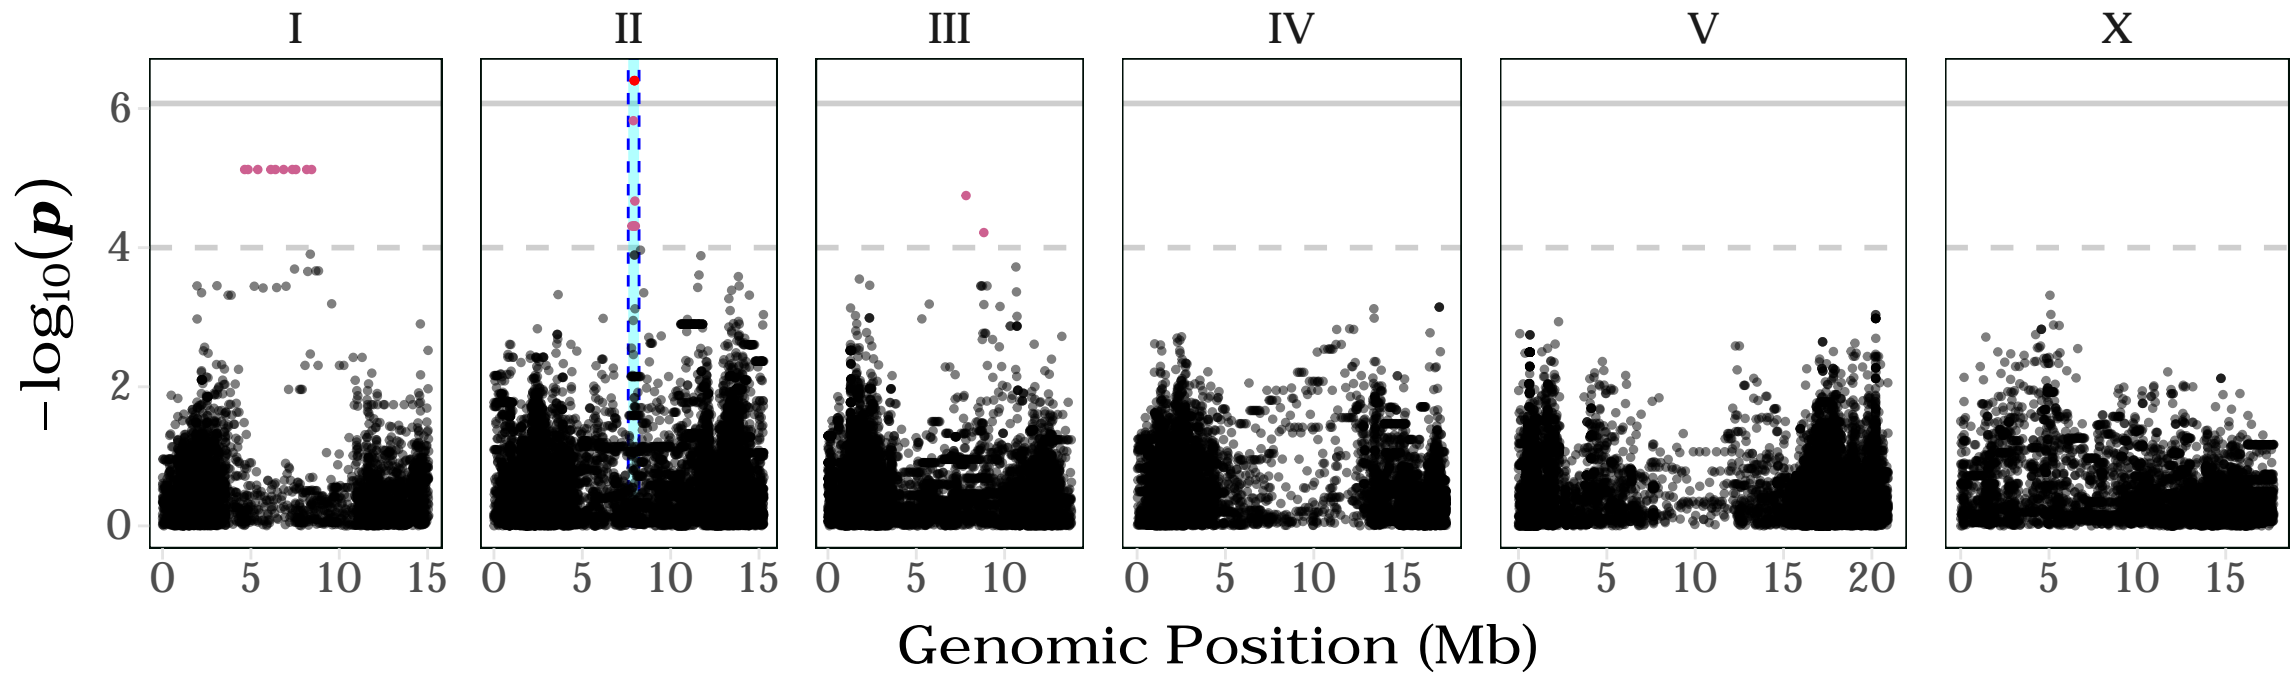 I II III IV V X
6
4
2
0
−log₁₀(p)
0 5 10 15 0 5 10 15 0 5 10 0 5 10 15 0 5 10 15 20 0 5 10 15
Genomic Position (Mb)